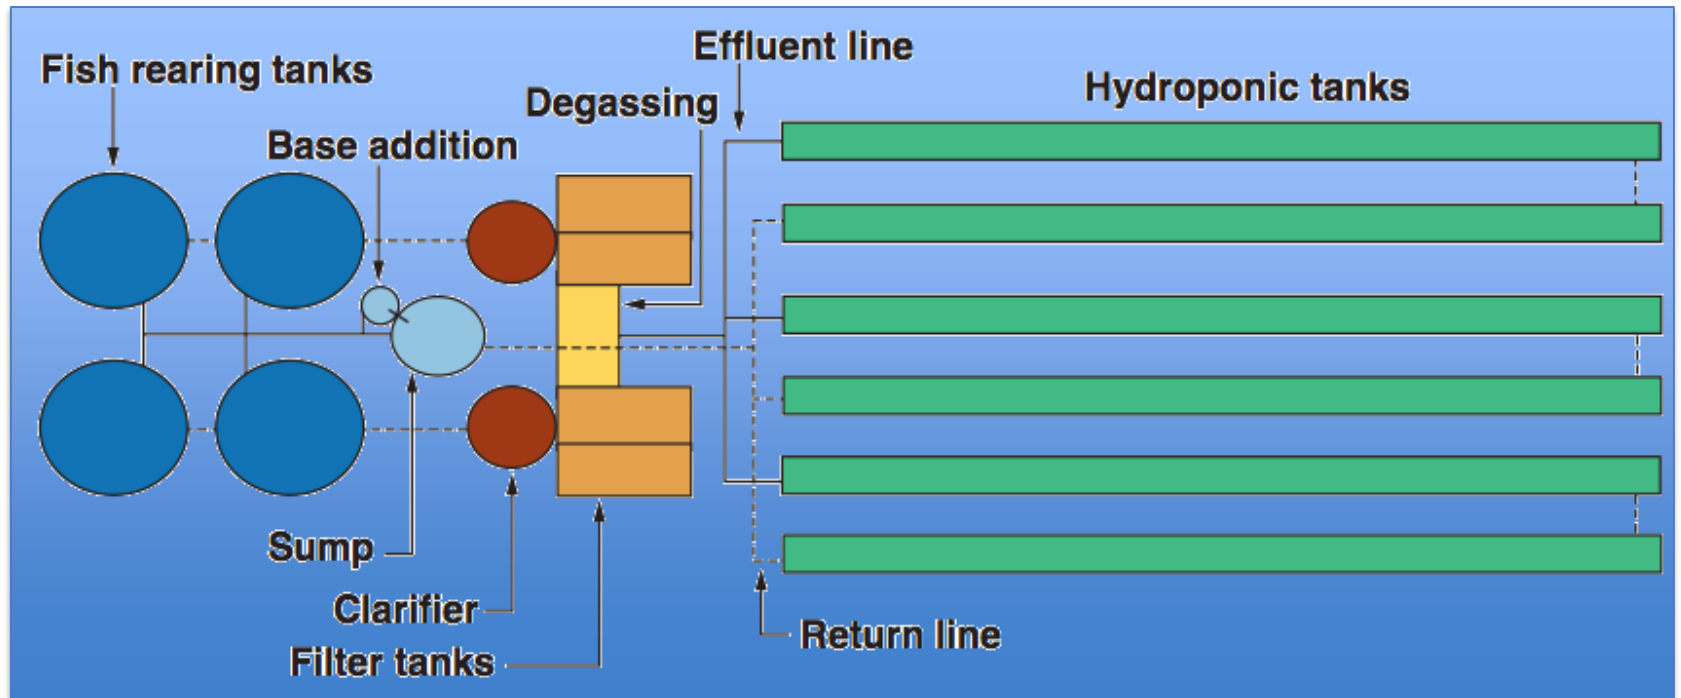 Effluent line
Fish rearing tanks
Hydroponic tanks
Degassing
Base addition
Sump
Clarifier
Return line
Filter tanks